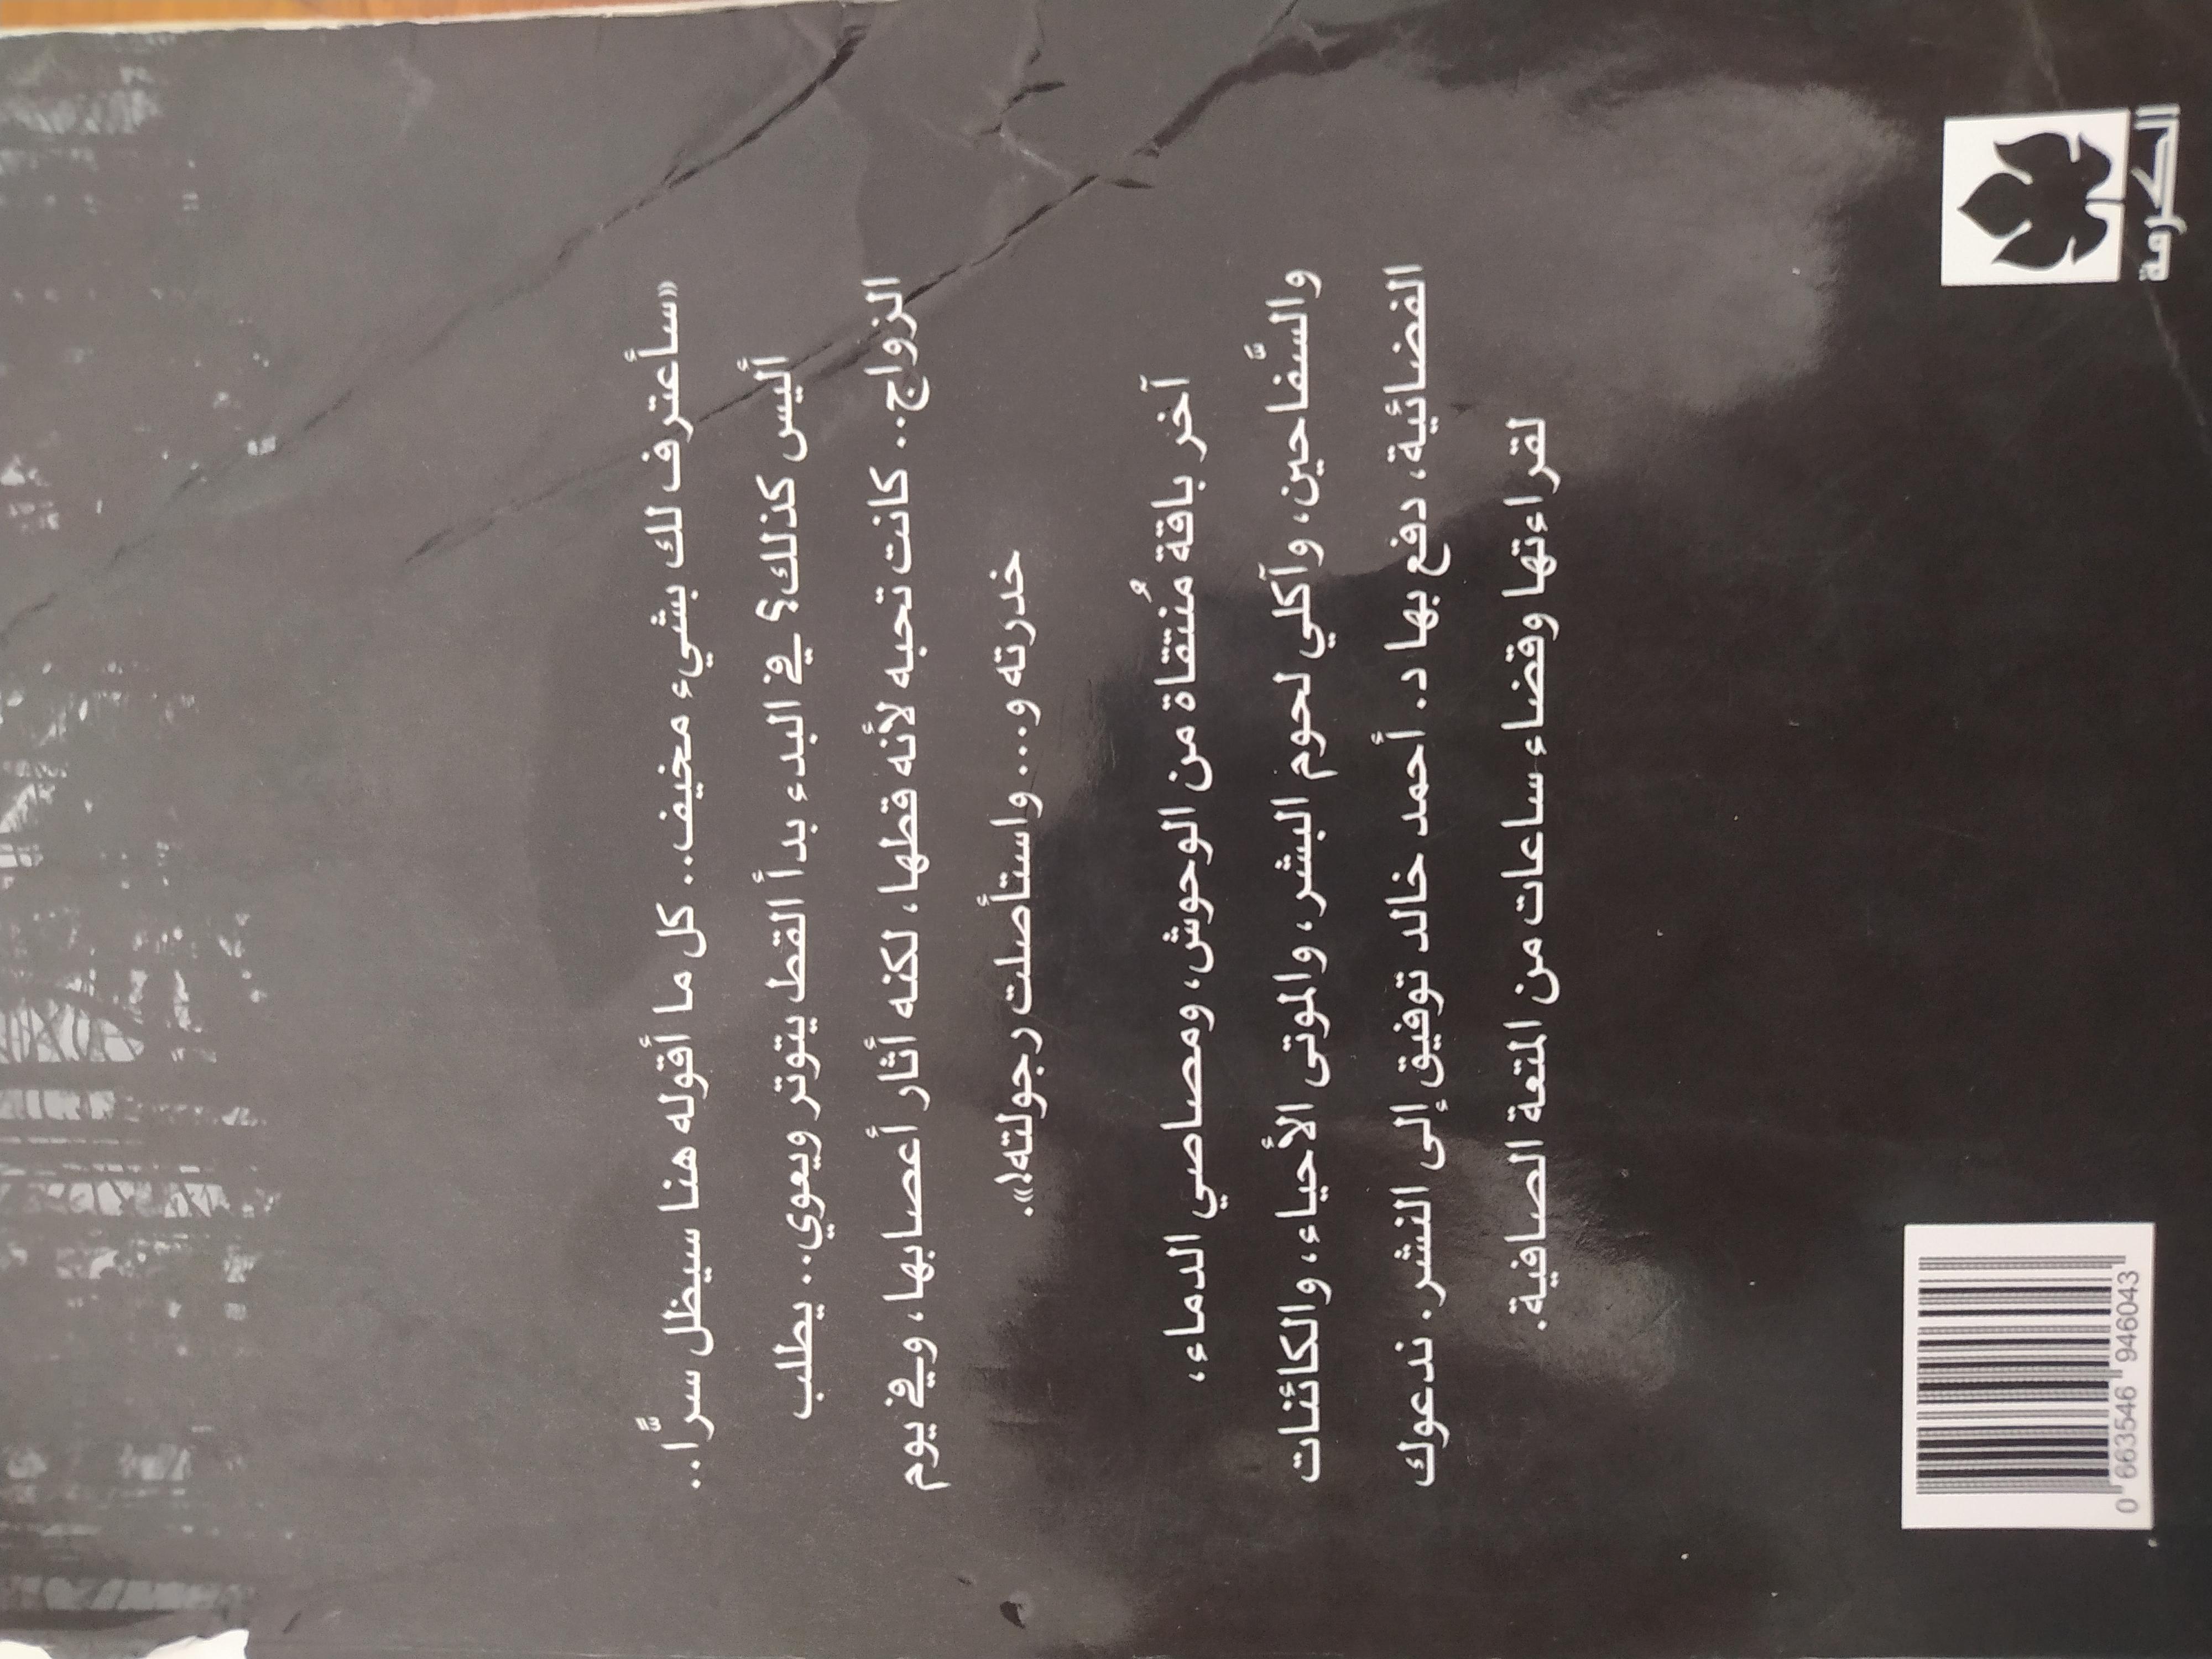 «سأعترف لك بشيء مخيف.. كل ما أقوله هنا سيظل سرًّا..
أليس كذلك؟ في البدء بدأ القط يتوتر ويعوي.. يطلب
الزواج.. كانت تحبه لأنه قطها، لكنه أثار أعصابها، وفي يوم
خدرته و... واستأصلت رجولته!».
آخر باقة مُنتقاة من الوحوش، ومصاصي الدماء،
والسَّفاحين، وآكلي لحوم البشر، والموتى الأحياء، والكائنات
الفضائية، دفع بها د. أحمد خالد توفيق إلى النشر. ندعوك
لقراءتها وقضاء ساعات من المتعة الصافية.
الكرمة
0 663546 946043